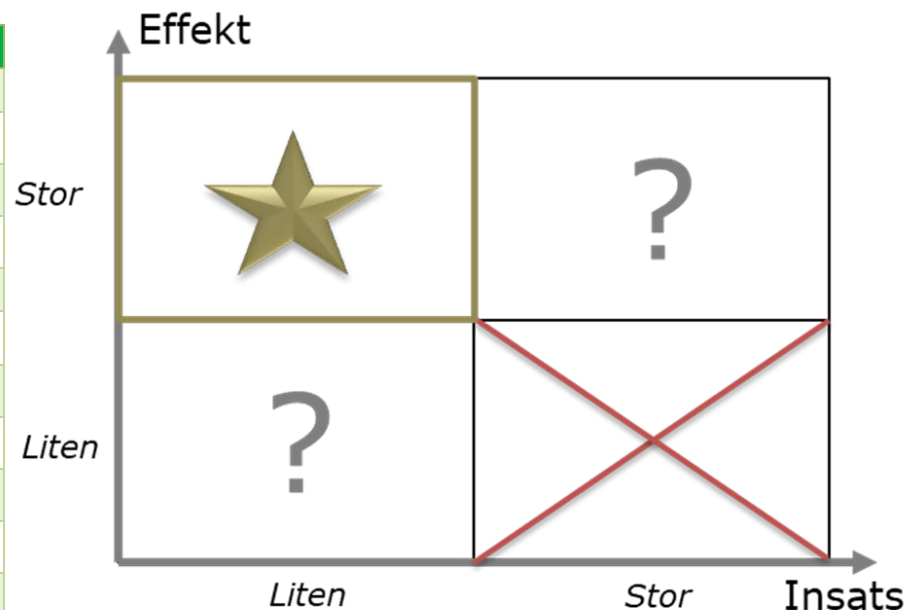 Effekt
Stor
?
Liten
?
Liten
Stor
Insats